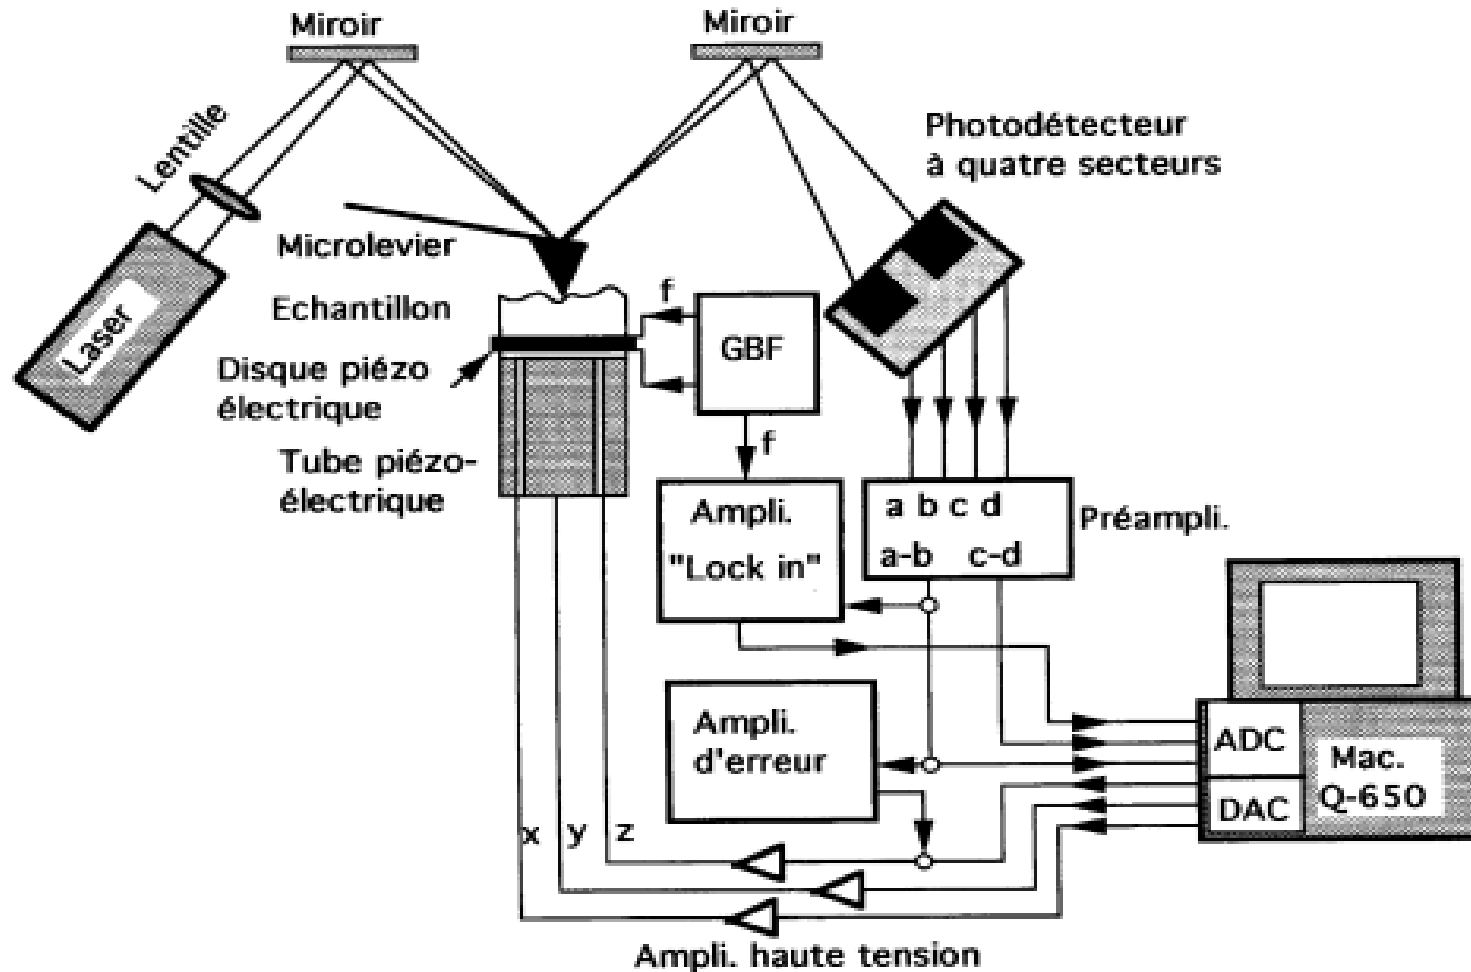 Miroir
Miroir
Lentille
Photodétecteur
à quatre secteurs
Microlevier
Echantillon
f
Laser
GBF
Disque piézo
électrique
f
Tube piézo-
électrique
Ampli.
"Lock in"
a b c d
a-b c-d
Préampli.
Ampli.
d'erreur
ADC
DAC
Mac.
Q-650
x y z
Ampli. haute tension